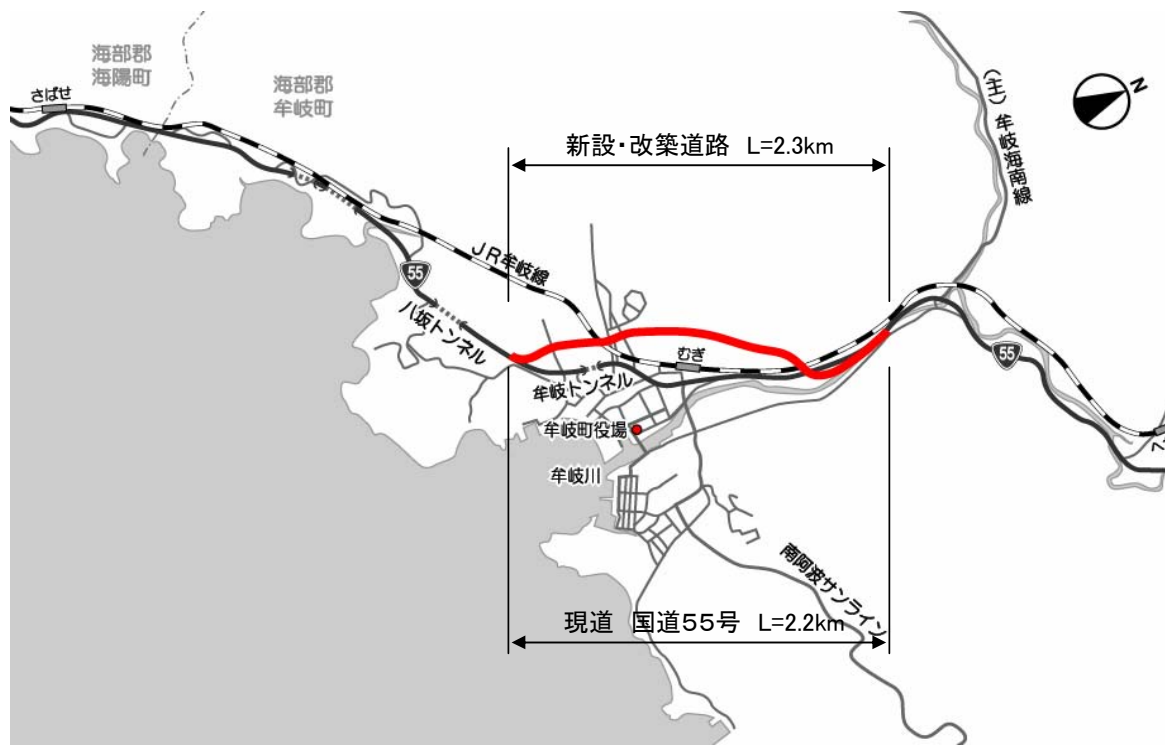 海部郡
海陽町
海部郡
牟岐町
さばせ
N
(主)牟岐海南線
新設・改築道路 L=2.3km
JR牟岐線
55
八坂トンネル
むぎ
55
牟岐トンネル
牟岐町役場
牟岐川
南阿波サンライン
現道 国道55号 L=2.2km